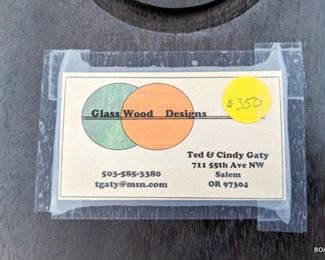 Glass Wood Designs
$350
Ted & Cindy Gaty
711 55th Ave NW
Salem
OR 97304
503-585-3380
tgaty@msn.com
BOA